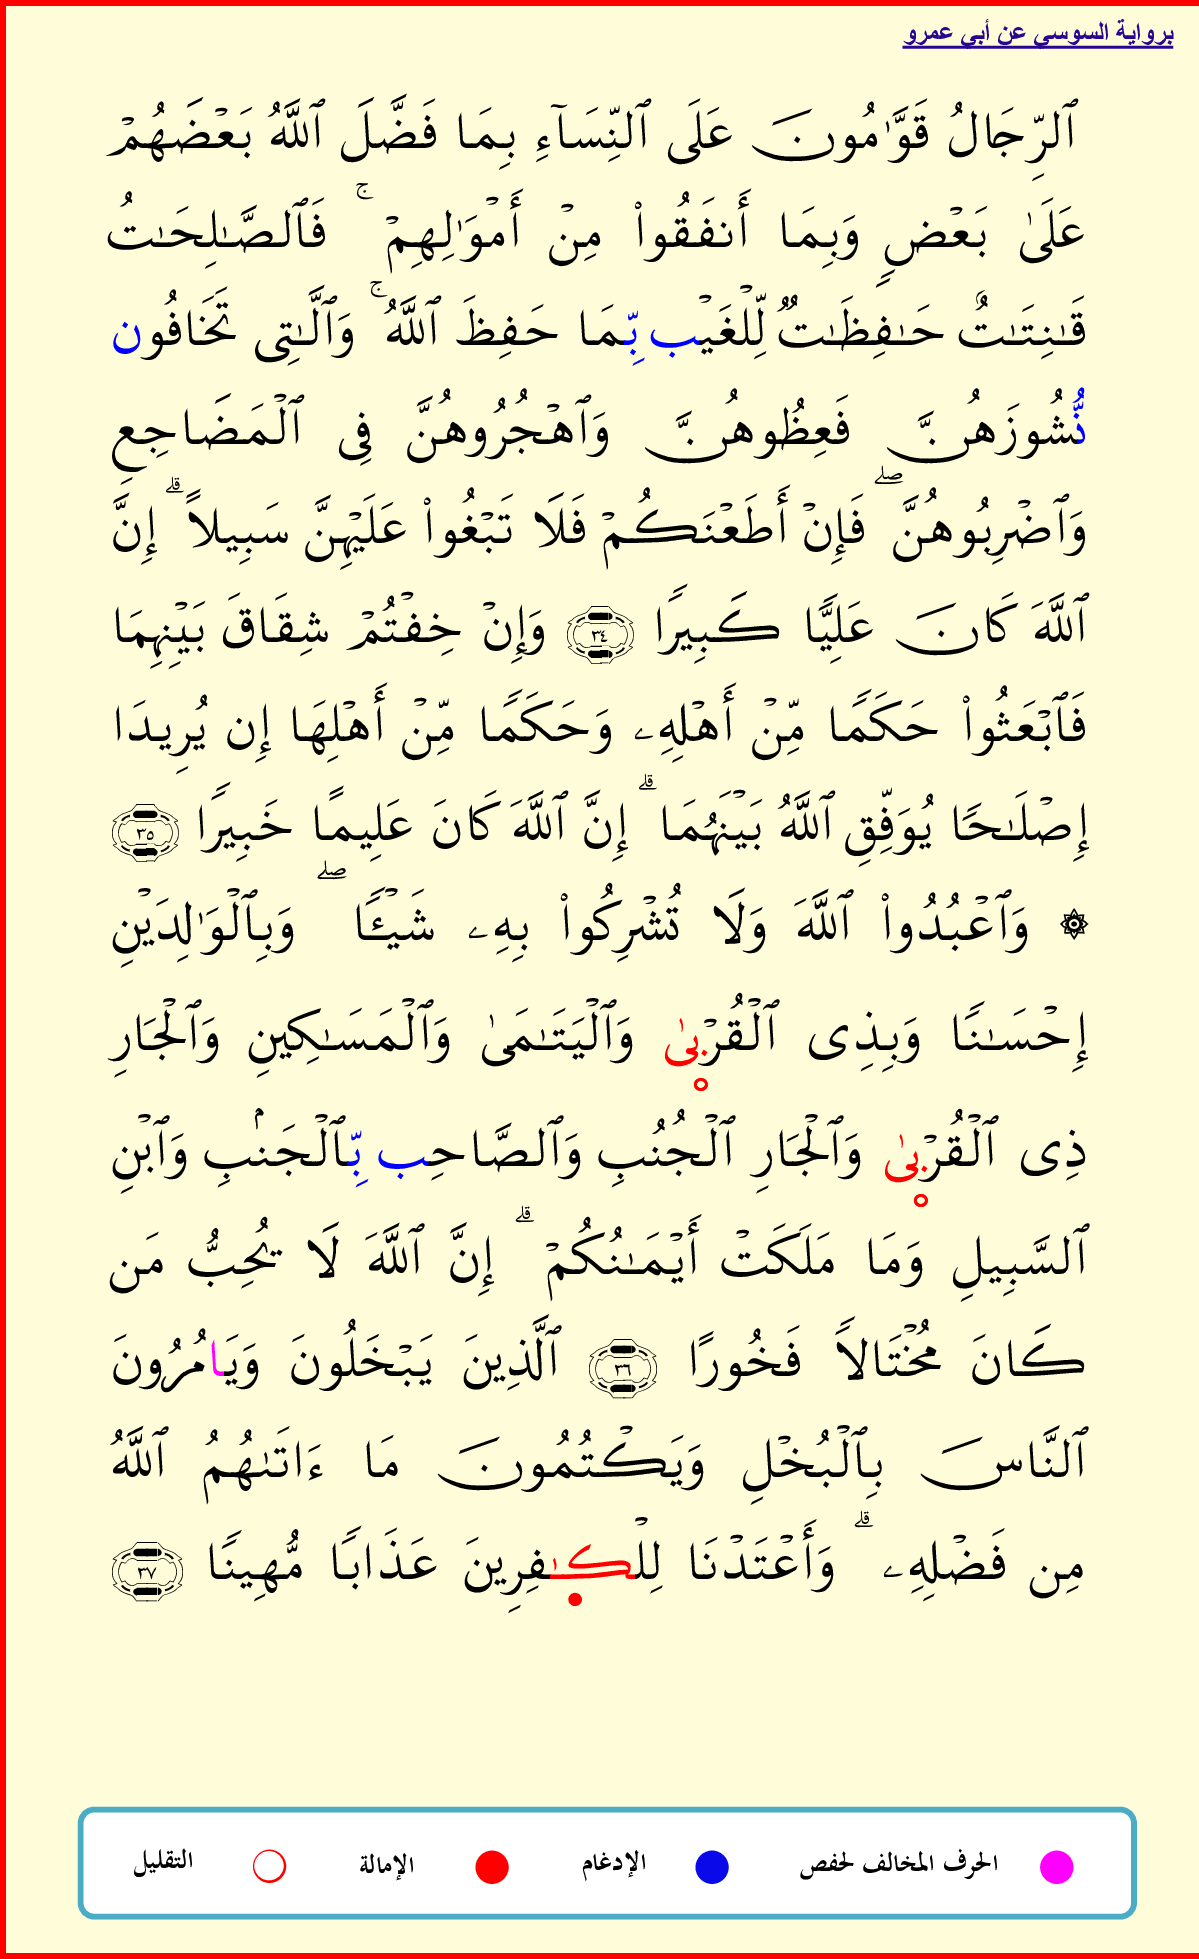 برواية السوسي عن أبي عمرو
ٱلرِّجَالُ قَوَّٰمُونَ عَلَى ٱلنِّسَآءِ بِمَا فَضَّلَ ٱللَّهُ بَعْضَهُمْ
عَلَىٰ بَعْضٍ وَبِمَا أَنفَقُوا۟ مِنْ أَمْوَٰلِهِمْ ۚ فَٱلصَّـٰلِحَـٰتُ
قَـٰنِتَـٰتٌ حَـٰفِظَـٰتٌ لِّلْغَيْب بِّمَا حَفِظَ ٱللَّهُ ۚ وَٱلَّـٰتِى تَخَافُون
نُّشُوزَهُنَّ فَعِظُوهُنَّ وَٱهْجُرُوهُنَّ فِى ٱلْمَضَاجِعِ
وَٱضْرِبُوهُنَّ ۖ فَإِنْ أَطَعْنَكُمْ فَلَا تَبْغُوا۟ عَلَيْهِنَّ سَبِيلاً ۗ إِنَّ
ٱللَّهَ كَانَ عَلِيًّا كَبِيرًا ٣٤ وَإِنْ خِفْتُمْ شِقَاقَ بَيْنِهِمَا
فَٱبْعَثُوا۟ حَكَمًا مِّنْ أَهْلِهِۦ وَحَكَمًا مِّنْ أَهْلِهَا إِن يُرِيدَا
إِصْلَـٰحًا يُوَفِّقِ ٱللَّهُ بَيْنَهُمَا ۗ إِنَّ ٱللَّهَ كَانَ عَلِيمًا خَبِيرًا ٣٥
۞ وَٱعْبُدُوا۟ ٱللَّهَ وَلَا تُشْرِكُوا۟ بِهِۦ شَيْـًٔا ۖ وَبِٱلْوَٰلِدَيْنِ
إِحْسَـٰنًا وَبِذِى ٱلْقُرْبىٰ وَٱلْيَتَـٰمَىٰ وَٱلْمَسَـٰكِينِ وَٱلْجَارِ
ذِى ٱلْقُرْبىٰ وَٱلْجَارِ ٱلْجُنُبِ وَٱلصَّاحِب بِّٱلْجَنۢبِ وَٱبْنِ
ٱلسَّبِيلِ وَمَا مَلَكَتْ أَيْمَـٰنُكُمْ ۗ إِنَّ ٱللَّهَ لَا يُحِبُّ مَن
كَانَ مُخْتَالاً فَخُورًا ٣٦ ٱلَّذِينَ يَبْخَلُونَ وَيَامُرُونَ
ٱلنَّاسَ بِٱلْبُخْلِ وَيَكْتُمُونَ مَا ءَاتَىٰهُمُ ٱللَّهُ
مِن فَضْلِهِۦ ۗ وَأَعْتَدْنَا لِلْكَـٰفِرِينَ عَذَابًا مُّهِينًا ٣٧
الحرف المخالف لحفص الإدغام الإمالة التقليل